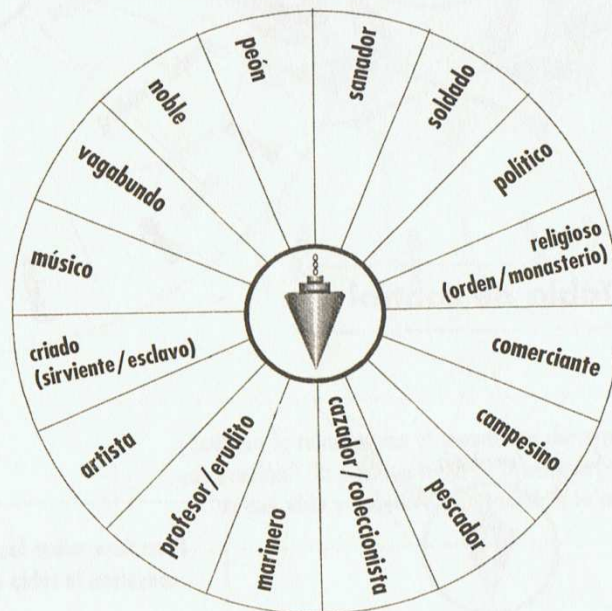 peón
sanador
soldado
político
religioso
(orden/monasterio)
comerciante
campesino
pescador
cazador/coleccionista
marinero
profesor/erudito
artista
criado
(sirviente/esclavo)
músico
vagabundo
noble